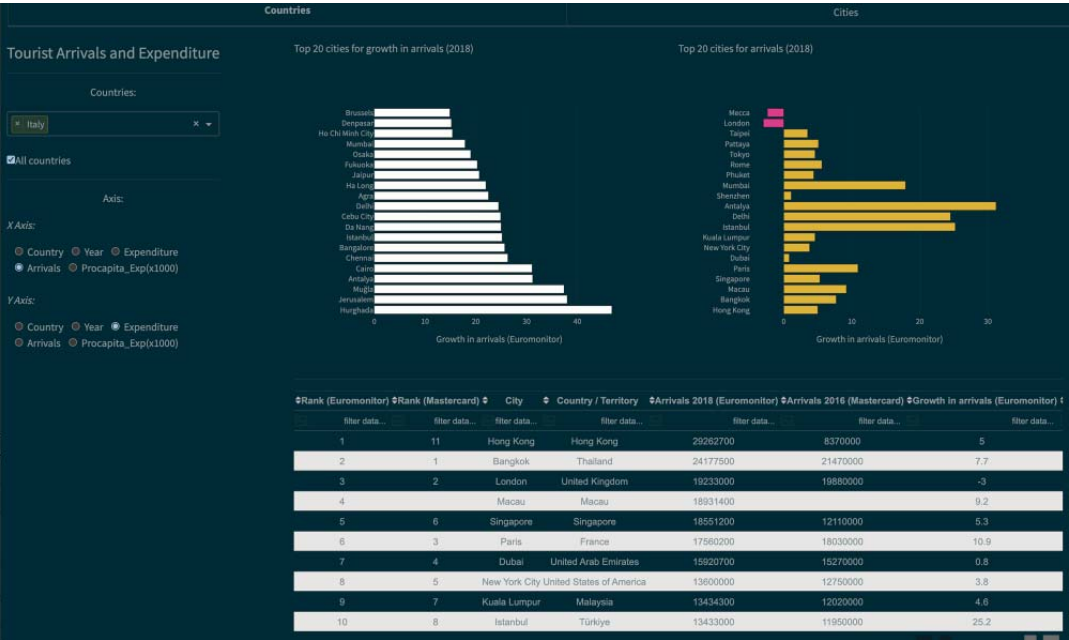 Countries
Cities
Tourist Arrivals and Expenditure
Countries:
× Italy
×
All countries
Axis:
X Axis:
Country Year Expenditure
Arrivals Procapita_Exp(x1000)
Y Axis:
Country Year Expenditure
Arrivals Procapita_Exp(x1000)
Top 20 cities for growth in arrivals (2018)
Brussels
Denpasar
Ho Chi Minh City
Mumbai
Osaka
Fukuoka
Jaipur
Ha Long
Agra
Delhi
Cebu City
Da Nang
Istanbul
Bangalore
Chennai
Cairo
Antalya
Muğla
Jerusalem
Hurghada
0 10 20 30 40
Growth in arrivals (Euromonitor)
Top 20 cities for arrivals (2018)
Mecca
London
Taipei
Pattaya
Tokyo
Rome
Phuket
Mumbai
Shenzhen
Antalya
Delhi
Istanbul
Kuala Lumpur
New York City
Dubai
Paris
Singapore
Macau
Bangkok
Hong Kong
0 10 20 30
Growth in arrivals (Euromonitor)
Rank (Euromonitor) Rank (Mastercard) City Country / Territory Arrivals 2018 (Euromonitor) Arrivals 2016 (Mastercard) Growth in arrivals (Euromonitor)
filter data... filter data... filter data... filter data... filter data... filter data... filter data...
1 11 Hong Kong Hong Kong 29262700 8370000 5
2 1 Bangkok Thailand 24177500 21470000 7.7
3 2 London United Kingdom 19233000 19880000 -3
4 Macau Macau 18931400 9.2
5 6 Singapore Singapore 18551200 12110000 5.3
6 3 Paris France 17560200 18030000 10.9
7 4 Dubai United Arab Emirates 15920700 15270000 0.8
8 5 New York City United States of America 13600000 12750000 3.8
9 7 Kuala Lumpur Malaysia 13434300 12020000 4.6
10 8 Istanbul Türkiye 13433000 11950000 25.2